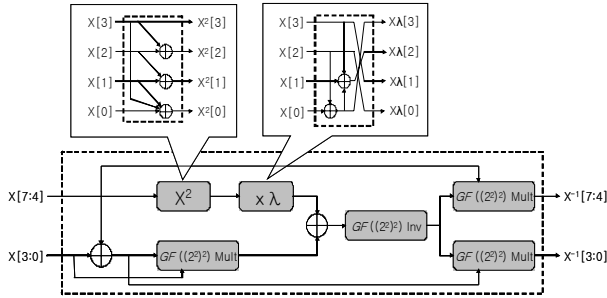 X[3] X²[3]
X[2] X²[2]
X[1] X²[1]
X[0] X²[0]
X[3] Xλ[3]
X[2] Xλ[2]
X[1] Xλ[1]
X[0] Xλ[0]
X[7:4] X² x λ GF ((2²)²) Mult X⁻¹[7:4]
GF ((2²)²) Inv
X[3:0] GF ((2²)²) Mult GF ((2²)²) Mult X⁻¹[3:0]